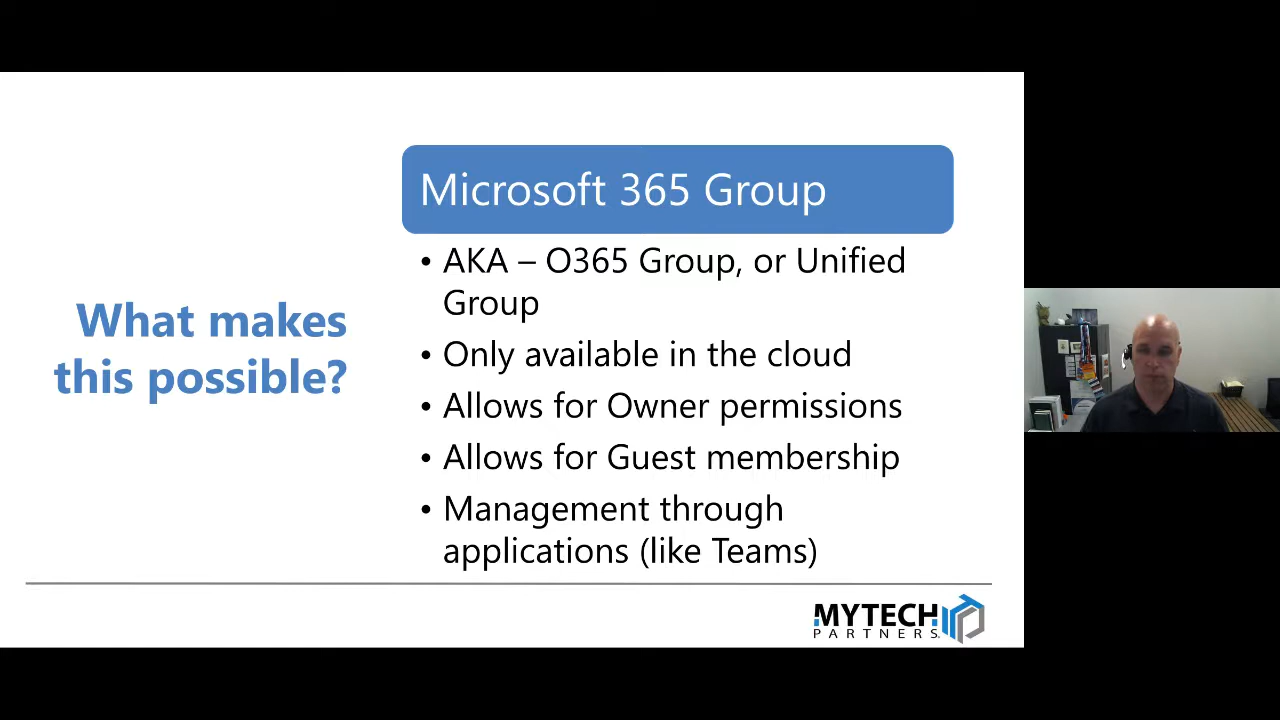 What makes
this possible?
Microsoft 365 Group
• AKA – O365 Group, or Unified
Group
• Only available in the cloud
• Allows for Owner permissions
• Allows for Guest membership
• Management through
applications (like Teams)
MYTECH
PARTNERS